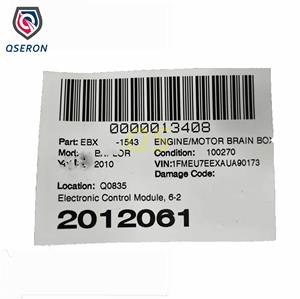 QSERON
0000013408
Part: EBX -1543 ENGINE/MOTOR BRAIN BOX
Condition: 100270
2010 VIN:1FMEU7EEXAUA90173
Damage Code:
Location: Q0835
Electronic Control Module, 6-2
2012061